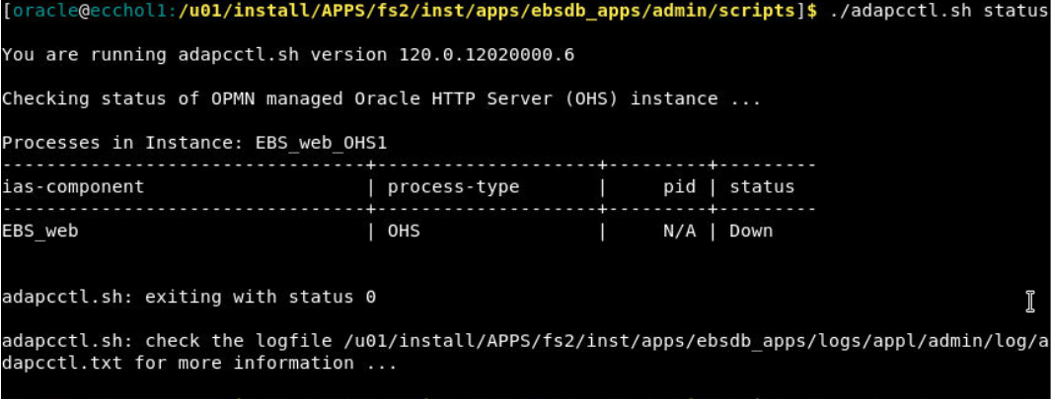 [oracle@ecchol1:/u01/install/APPS/fs2/inst/apps/ebsdb_apps/admin/scripts]$ ./adapcctl.sh status
You are running adapcctl.sh version 120.0.12020000.6
Checking status of OPMN managed Oracle HTTP Server (OHS) instance ...
Processes in Instance: EBS_web_OHS1
---------------------------------+--------------------+---------+---------
ias-component                    | process-type       |     pid | status
---------------------------------+--------------------+---------+---------
EBS_web                          | OHS                |     N/A | Down
adapcctl.sh: exiting with status 0
adapcctl.sh: check the logfile /u01/install/APPS/fs2/inst/apps/ebsdb_apps/logs/appl/admin/log/a
dapcctl.txt for more information ...